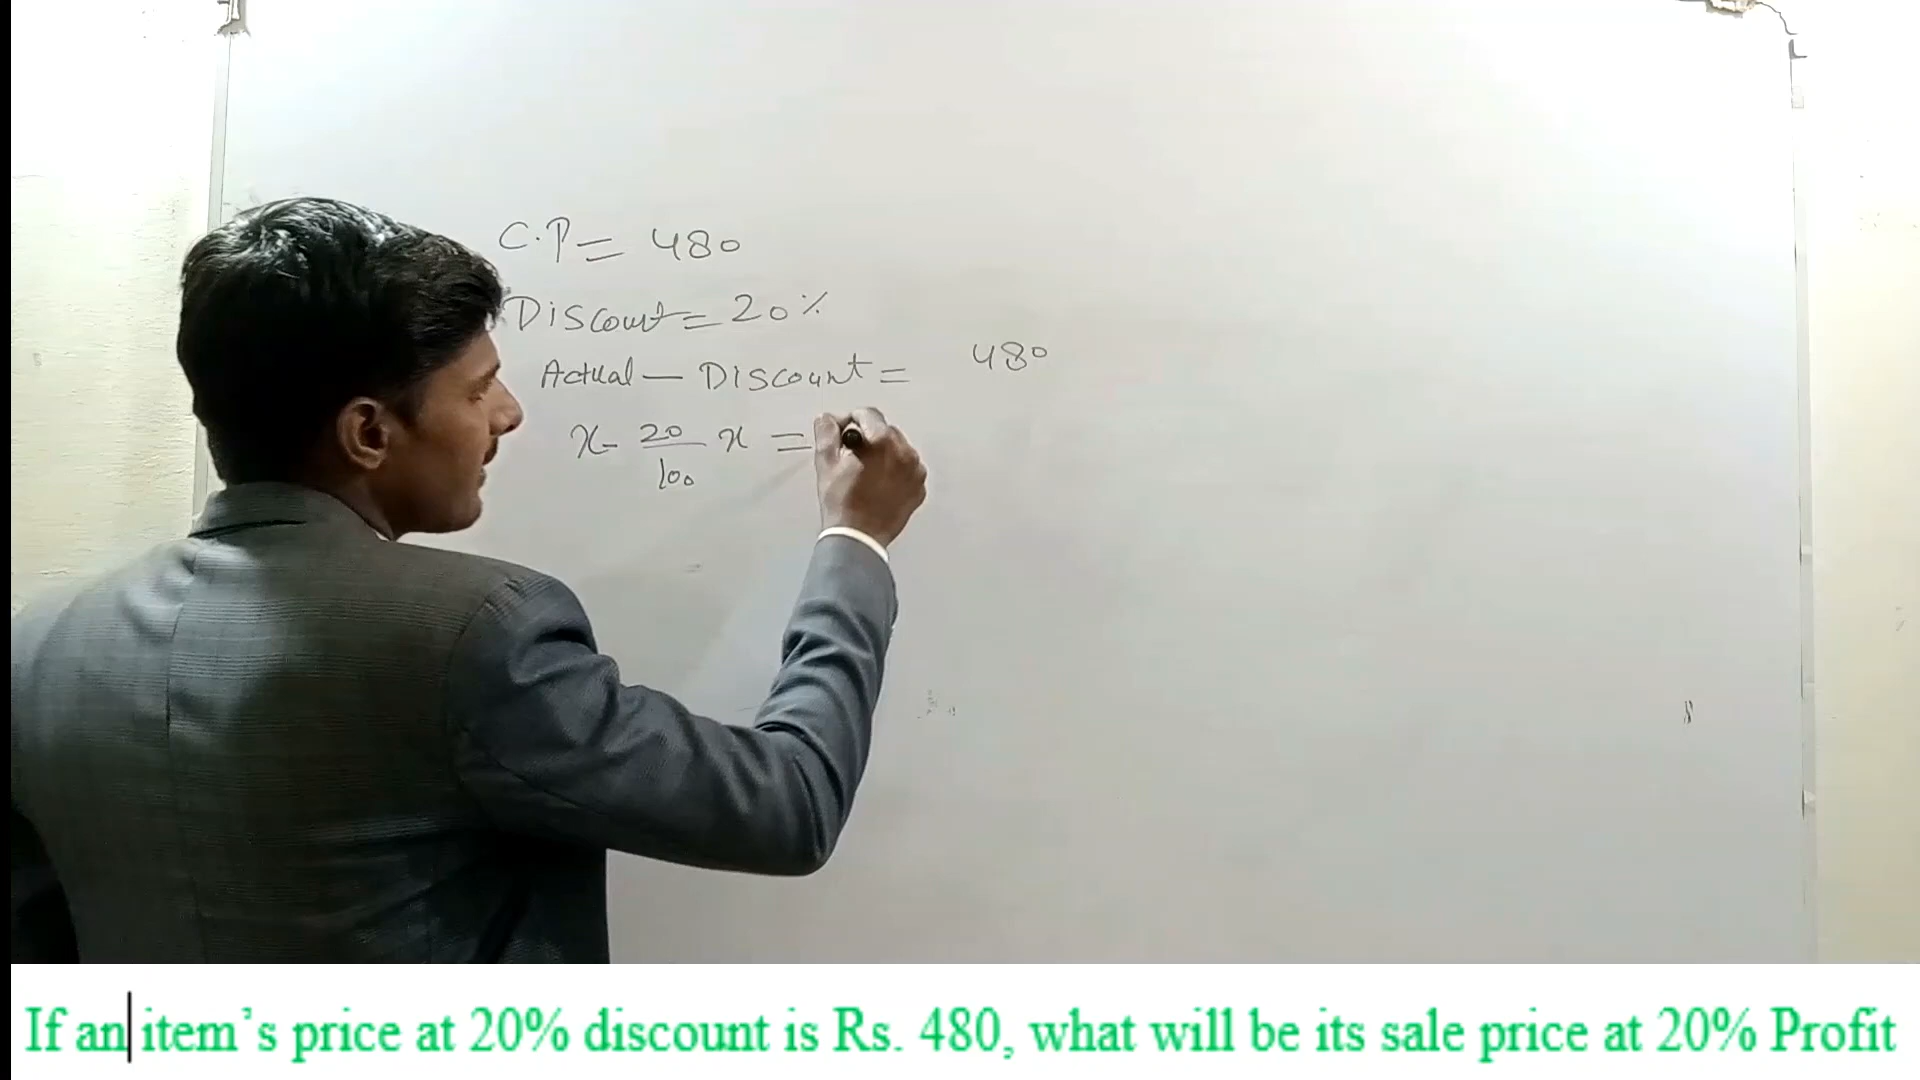 C.P = 480
Discount = 20%
Actual - Discount = 480
x - 20/100 x =
If an item's price at 20% discount is Rs. 480, what will be its sale price at 20% Profit